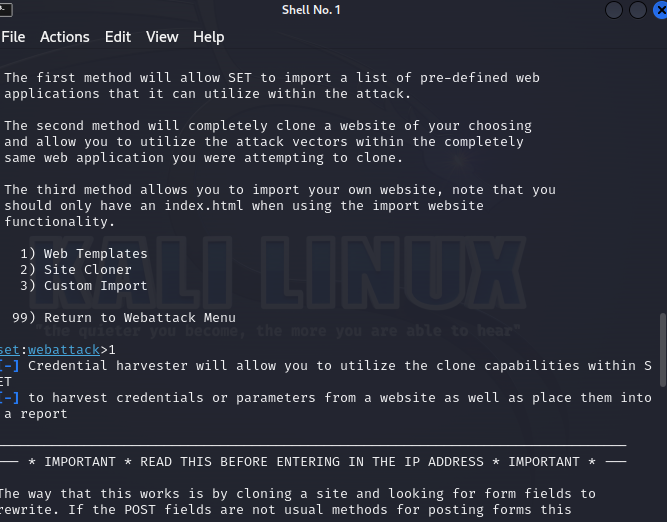 Shell No. 1
File Actions Edit View Help
The first method will allow SET to import a list of pre-defined web
applications that it can utilize within the attack.
The second method will completely clone a website of your choosing
and allow you to utilize the attack vectors within the completely
same web application you were attempting to clone.
The third method allows you to import your own website, note that you
should only have an index.html when using the import website
functionality.
1) Web Templates
2) Site Cloner
3) Custom Import
KALI LINUX
99) Return to Webattack Menu
"the quieter you become, the more you are able to hear"
set:webattack>1
[-] Credential harvester will allow you to utilize the clone capabilities within S
ET
[-] to harvest credentials or parameters from a website as well as place them into
a report
--- * IMPORTANT * READ THIS BEFORE ENTERING IN THE IP ADDRESS * IMPORTANT * ---
The way that this works is by cloning a site and looking for form fields to
rewrite. If the POST fields are not usual methods for posting forms this